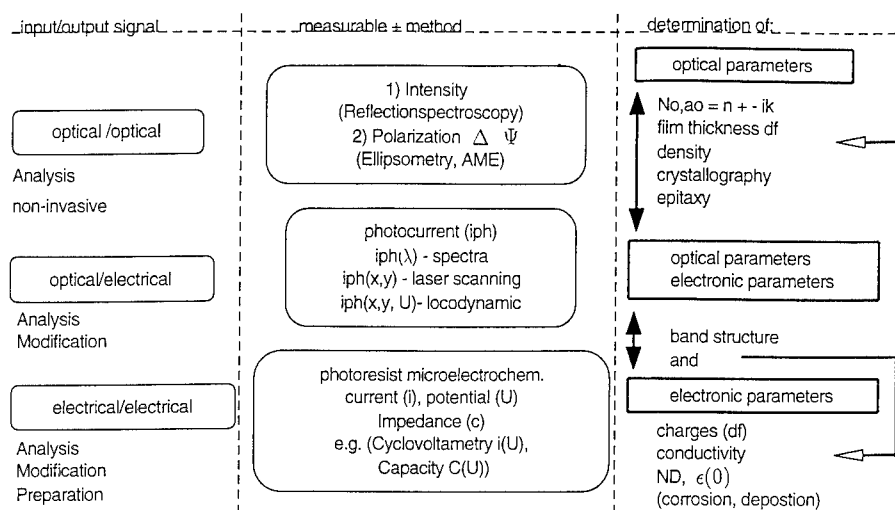 input/output signal
measurable ± method
determination of:
optical /optical
Analysis
non-invasive
1) Intensity
(Reflectionspectroscopy)
2) Polarization Δ Ψ
(Ellipsometry, AME)
optical parameters
No,ao = n + - ik
film thickness df
density
crystallography
epitaxy
optical/electrical
Analysis
Modification
photocurrent (iph)
iph(λ) - spectra
iph(x,y) - laser scanning
iph(x,y, U)- locodynamic
optical parameters
electronic parameters
band structure
and
electrical/electrical
Analysis
Modification
Preparation
photoresist microelectrochem.
current (i), potential (U)
Impedance (c)
e.g. (Cyclovoltametry i(U),
Capacity C(U))
electronic parameters
charges (df)
conductivity
ND, ϵ(0)
(corrosion, depostion)